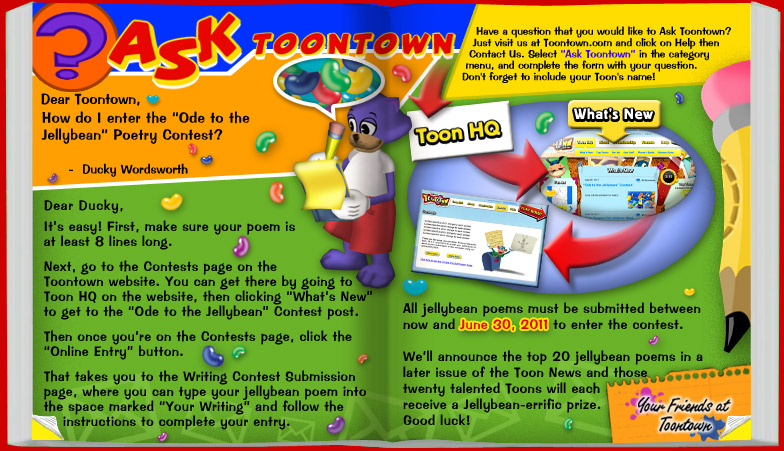 ?ASK TOONTOWN
Have a question that you would like to Ask Toontown?
Just visit us at Toontown.com and click on Help then
Contact Us. Select "Ask Toontown" in the category
menu, and complete the form with your question.
Don't forget to include your Toon's name!
Dear Toontown,
How do I enter the "Ode to the
Jellybean" Poetry Contest?
- Ducky Wordsworth
Toon HQ
What's New
What's New
Dear Ducky,
It's easy! First, make sure your poem is
at least 8 lines long.
Next, go to the Contests page on the
Toontown website. You can get there by going to
Toon HQ on the website, then clicking "What's New"
to get to the "Ode to the Jellybean" Contest post.
Then once you're on the Contests page, click the
"Online Entry" button.
That takes you to the Writing Contest Submission
page, where you can type your jellybean poem into
the space marked "Your Writing" and follow the
instructions to complete your entry.
All jellybean poems must be submitted between
now and June 30, 2011 to enter the contest.
We'll announce the top 20 jellybean poems in a
later issue of the Toon News and those
twenty talented Toons will each
receive a Jellybean-errific prize.
Good luck!
Your Friends at
Toontown